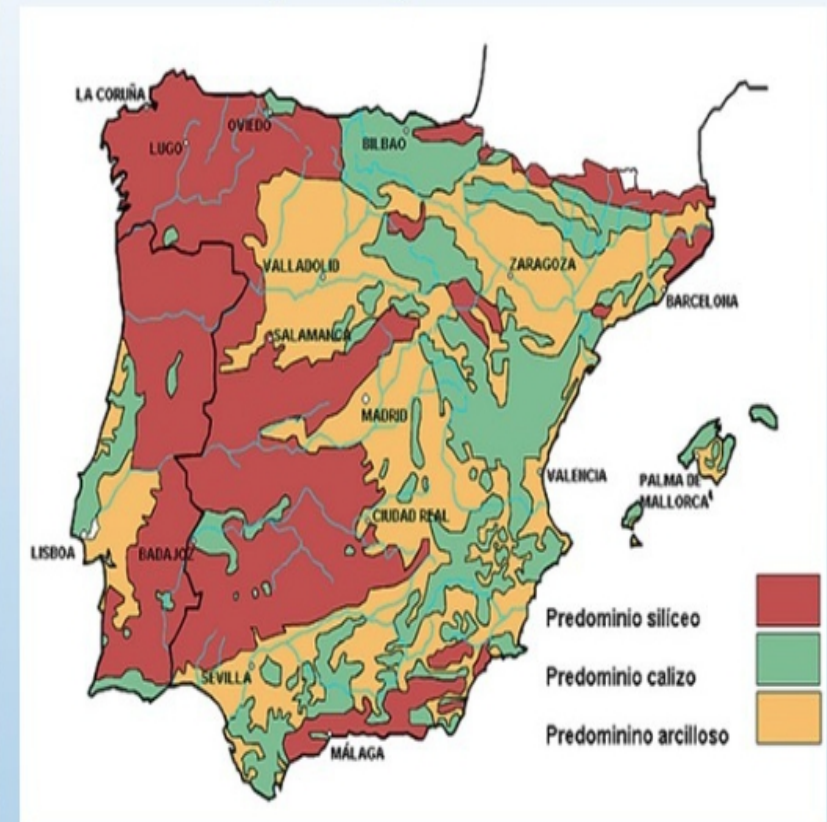 LA CORUÑA
OVIEDO
LUGO
BILBAO
VALLADOLID
ZARAGOZA
BARCELONA
SALAMANCA
MADRID
VALENCIA
PALMA DE
MALLORCA
CIUDAD REAL
LISBOA
BADAJOZ
SEVILLA
MÁLAGA
Predominio silíceo
Predominio calizo
Predominino arcilloso